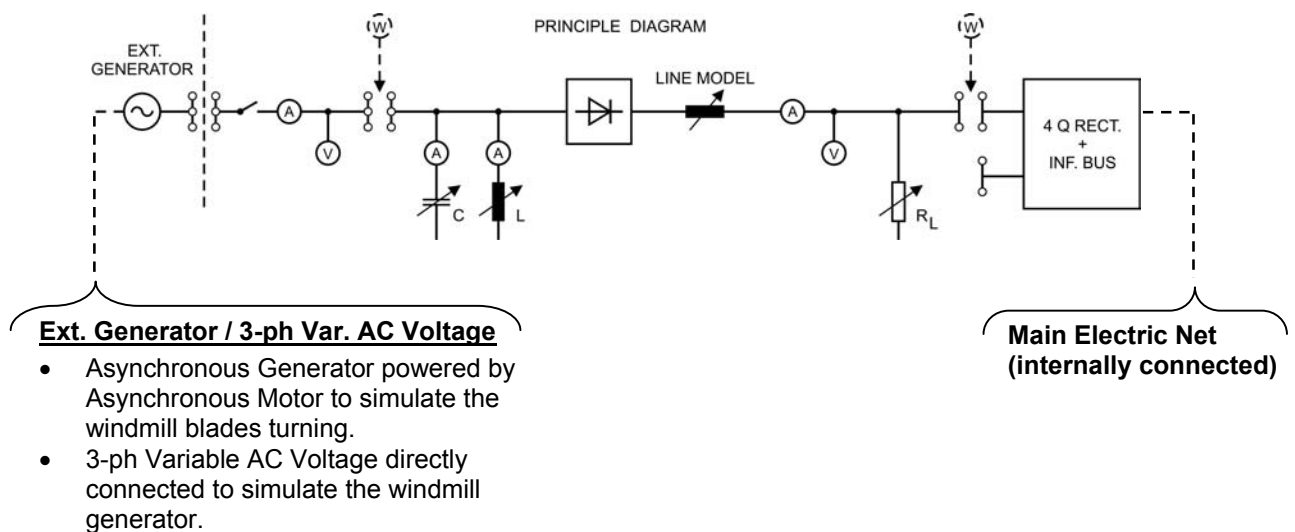 PRINCIPLE DIAGRAM
EXT.
GENERATOR
W
W
LINE MODEL
A
V
A
A
C
L
A
V
R_L
4 Q RECT.
+
INF. BUS
Ext. Generator / 3-ph Var. AC Voltage
• Asynchronous Generator powered by
Asynchronous Motor to simulate the
windmill blades turning.
• 3-ph Variable AC Voltage directly
connected to simulate the windmill
generator.
Main Electric Net
(internally connected)